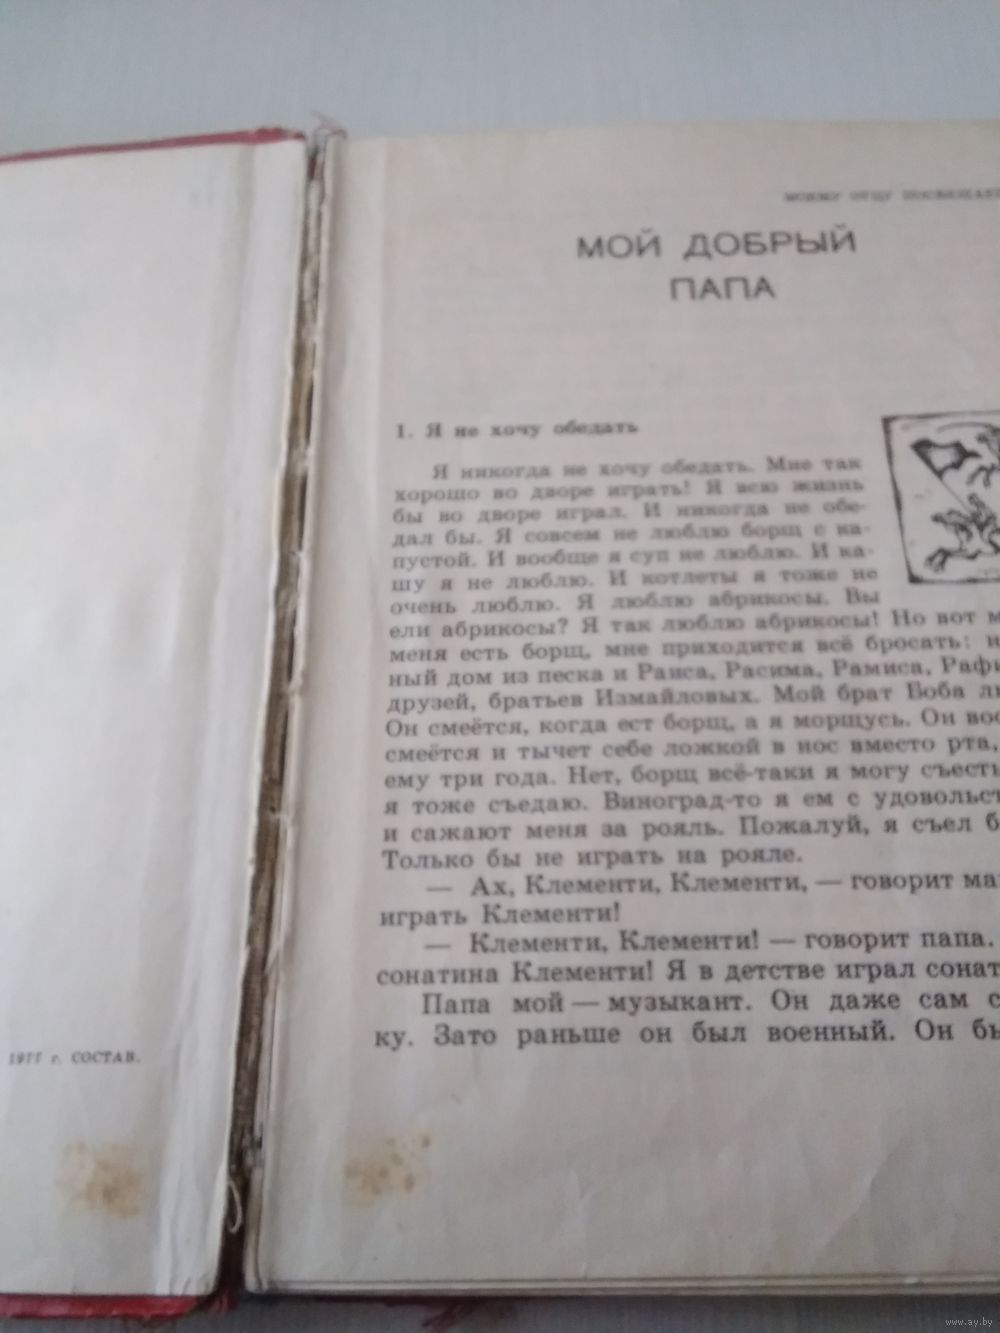 1977 г. СОСТАВ.
МОЕМУ ОТЦУ
МОЙ ДОБРЫЙ
ПАПА
1. Я не хочу обедать
Я никогда не хочу обедать. Мне так
хорошо во дворе играть! Я всю жизнь
бы во дворе играл. И никогда не обе-
дал бы. Я совсем не люблю борщ с ка-
пустой. И вообще я суп не люблю. И ка-
шу я не люблю. И котлеты я тоже не
очень люблю. Я люблю абрикосы. Вы
ели абрикосы? Я так люблю абрикосы! Но вот
меня есть борщ, мне приходится всё бросать:
ный дом из песка и Раиса, Расима, Рамиса,
друзей, братьев Измайловых. Мой брат Боба
Он смеётся, когда ест борщ, а я морщусь. Он
смеётся и тычет себе ложкой в нос вместо рта,
ему три года. Нет, борщ всё-таки я могу съесть
я тоже съедаю. Виноград-то я ем с
и сажают меня за рояль. Пожалуй, я съел
Только бы не играть на рояле.
— Ах, Клементи, Клементи, — говорит
играть Клементи!
— Клементи, Клементи! — говорит папа.
сонатина Клементи! Я в детстве играл
Папа мой — музыкант. Он даже сам
ку. Зато раньше он был военный. Он
www.ay.by